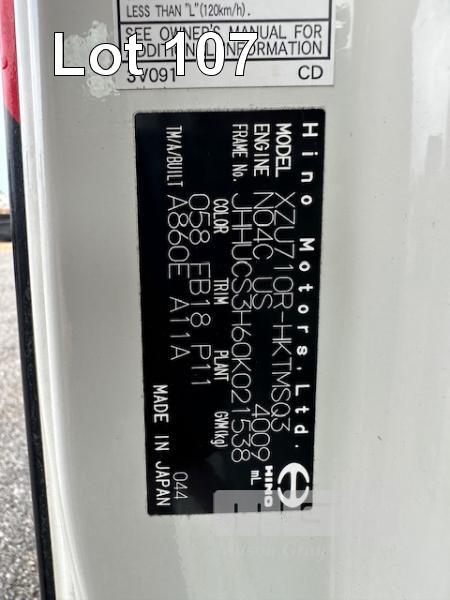 LESS THAN "L"(120km/h).
SEE OWNER'S MANUAL FOR
ADDITIONAL INFORMATION
37091 CD
Lot 107
Hino Motors, Ltd. HINO
MODEL XZU710R-HKTMSQ3
ENGINE N04C US 4009 mL
FRAME No. JHHUCS3H60K021538
COLOR TRIM PLANT GVM(kg)
058 EB18 P11
TM/A/BUILT A860E A11A
MADE IN JAPAN 044